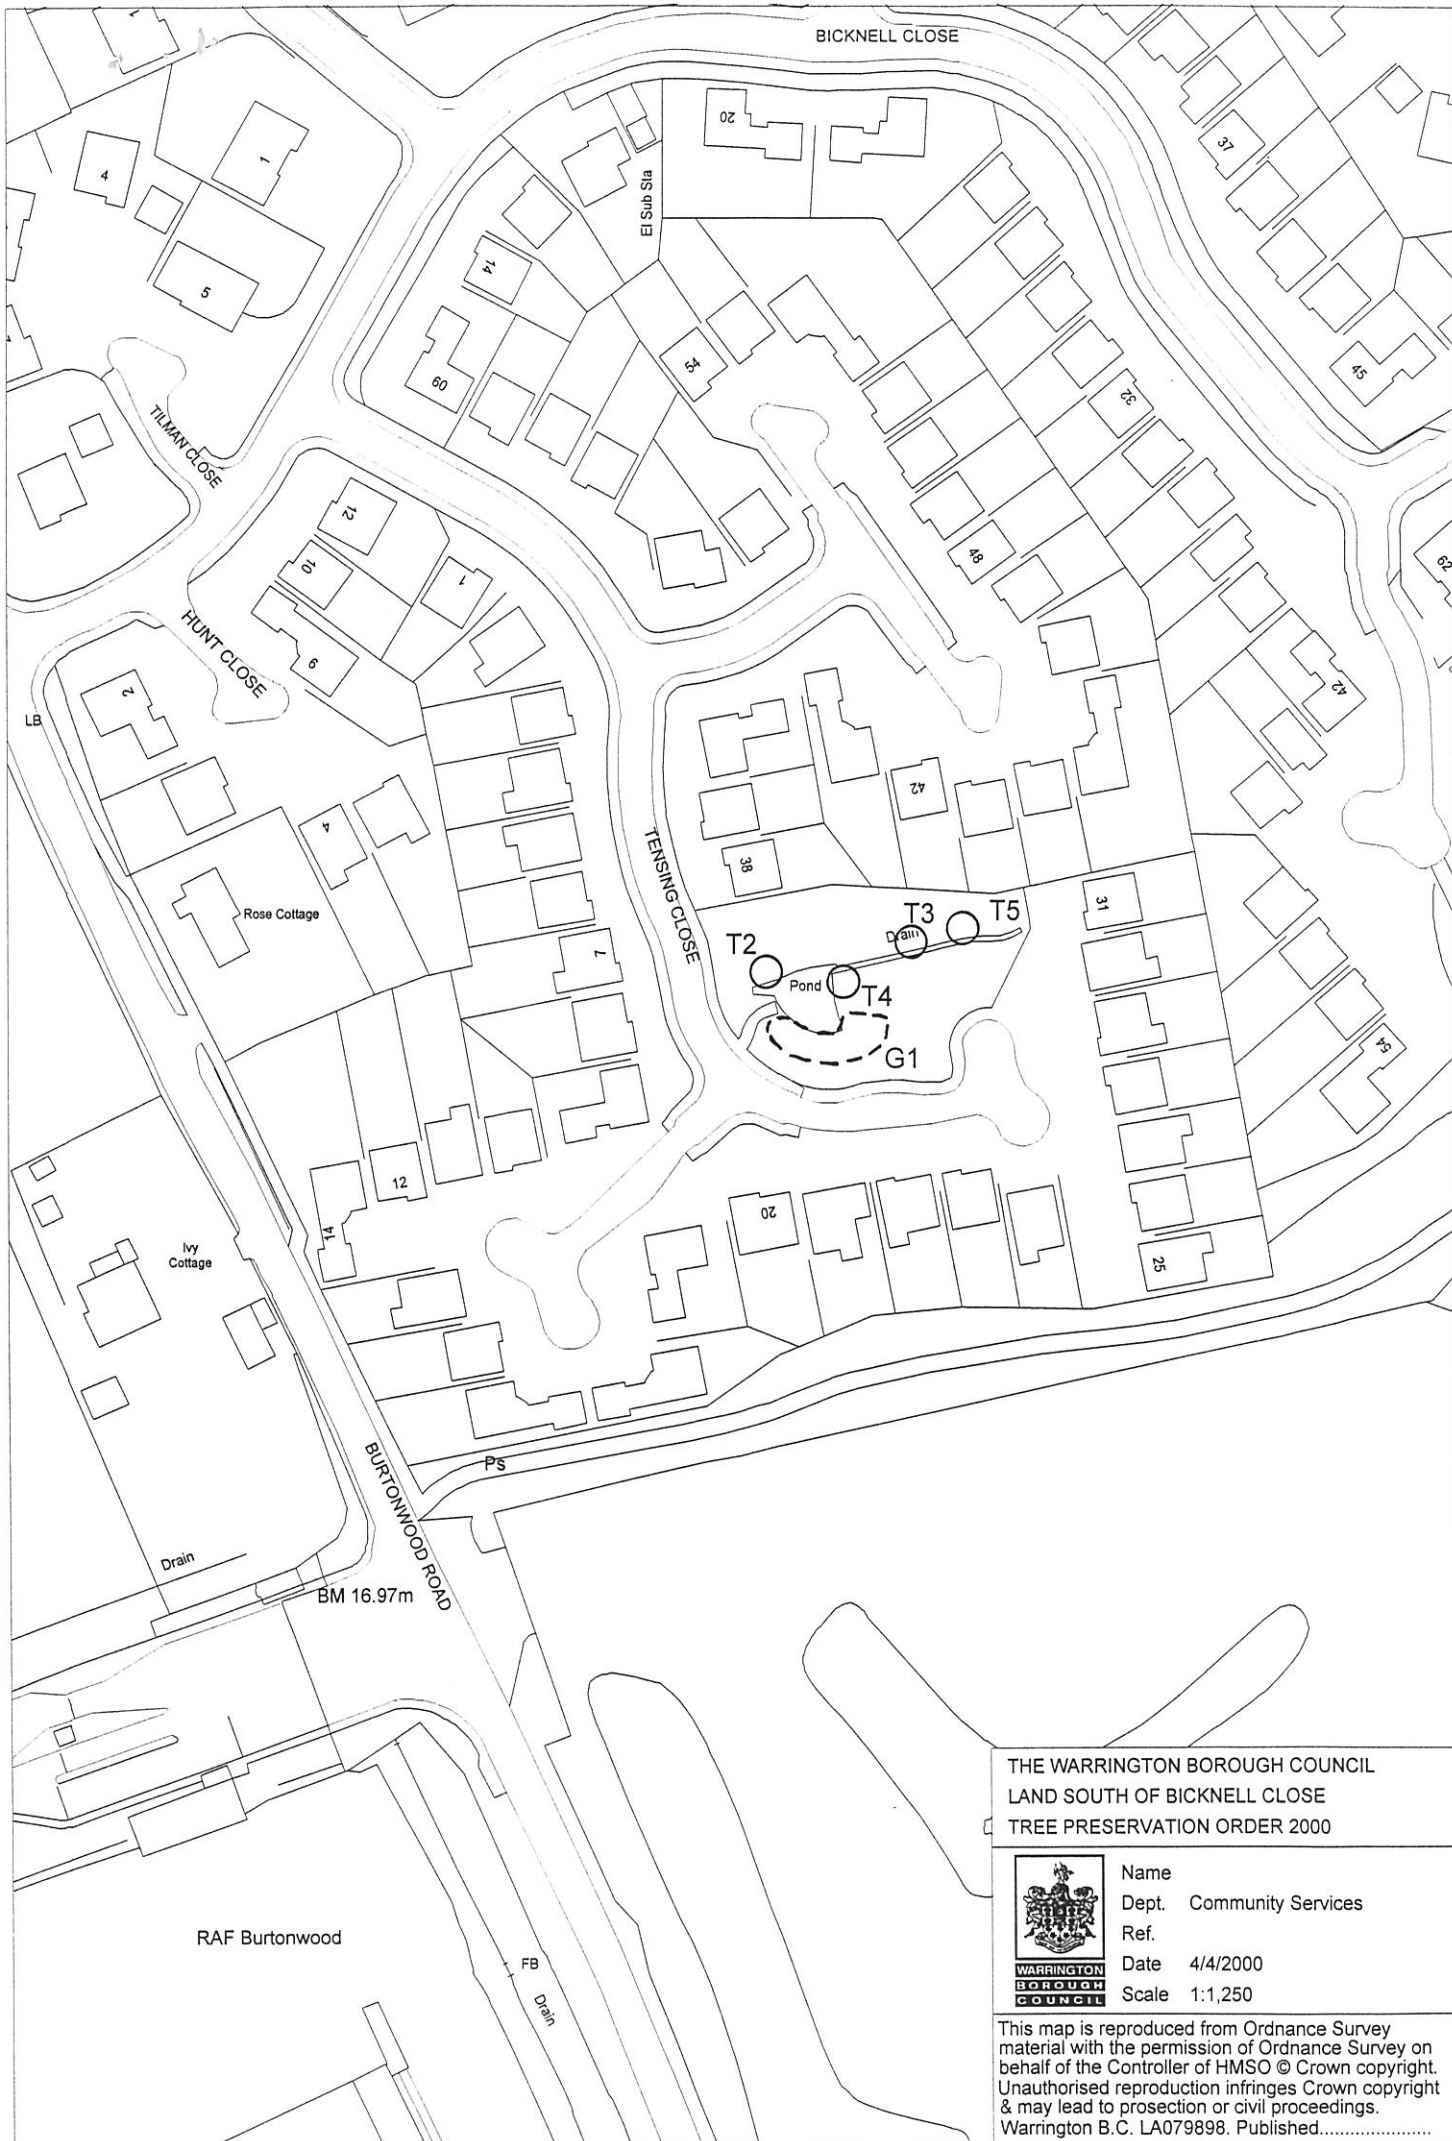 BICKNELL CLOSE
1
37
4
1
20
El Sub Sta
14
5
60
54
45
32
TILMAN CLOSE
12
10
1
48
62
HUNT CLOSE
9
2
42
LB
42
4
TENSING CLOSE
38
Rose Cottage
31
T2
T3
T5
Drain
7
Pond
T4
G1
54
12
14
20
Ivy
Cottage
25
BURTONWOOD ROAD
Ps
Drain
BM 16.97m
THE WARRINGTON BOROUGH COUNCIL
LAND SOUTH OF BICKNELL CLOSE
TREE PRESERVATION ORDER 2000
Name
Dept. Community Services
Ref.
Date 4/4/2000
Scale 1:1,250
WARRINGTON
BOROUGH
COUNCIL
RAF Burtonwood
FB
Drain
This map is reproduced from Ordnance Survey
material with the permission of Ordnance Survey on
behalf of the Controller of HMSO © Crown copyright.
Unauthorised reproduction infringes Crown copyright
& may lead to prosection or civil proceedings.
Warrington B.C. LA079898. Published......................